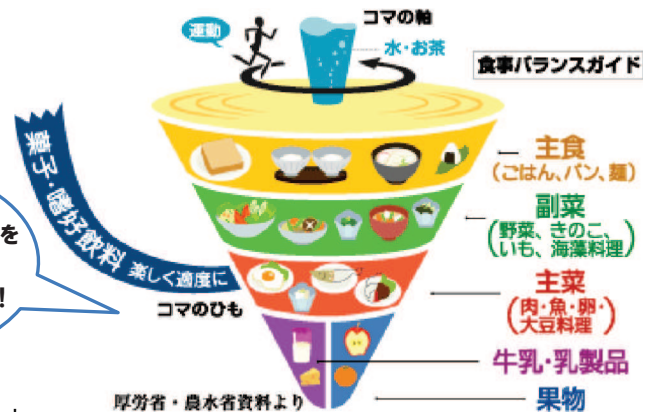 コマの軸
運動
水・お茶
食事バランスガイド
主食
(ごはん、パン、麺)
副菜
(野菜、きのこ、
いも、海藻料理)
主菜
(肉・魚・卵・
大豆料理)
牛乳・乳製品
果物
菓子・嗜好飲料 楽しく適度に
コマのひも
を
!
厚労省・農水省資料より